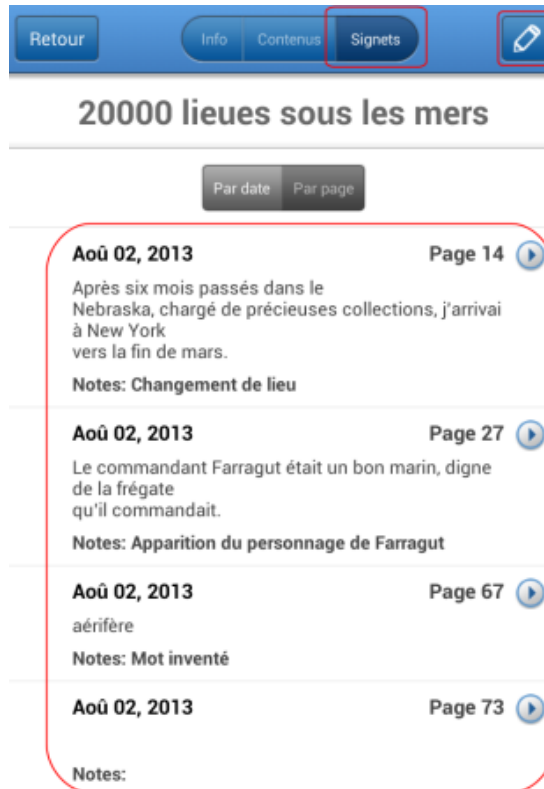 Retour Info Contenus Signets
20000 lieues sous les mers
Par date Par page
Aoû 02, 2013 Page 14
Après six mois passés dans le
Nebraska, chargé de précieuses collections, j'arrivai
à New York
vers la fin de mars.
Notes: Changement de lieu
Aoû 02, 2013 Page 27
Le commandant Farragut était un bon marin, digne
de la frégate
qu'il commandait.
Notes: Apparition du personnage de Farragut
Aoû 02, 2013 Page 67
aérifère
Notes: Mot inventé
Aoû 02, 2013 Page 73
Notes: